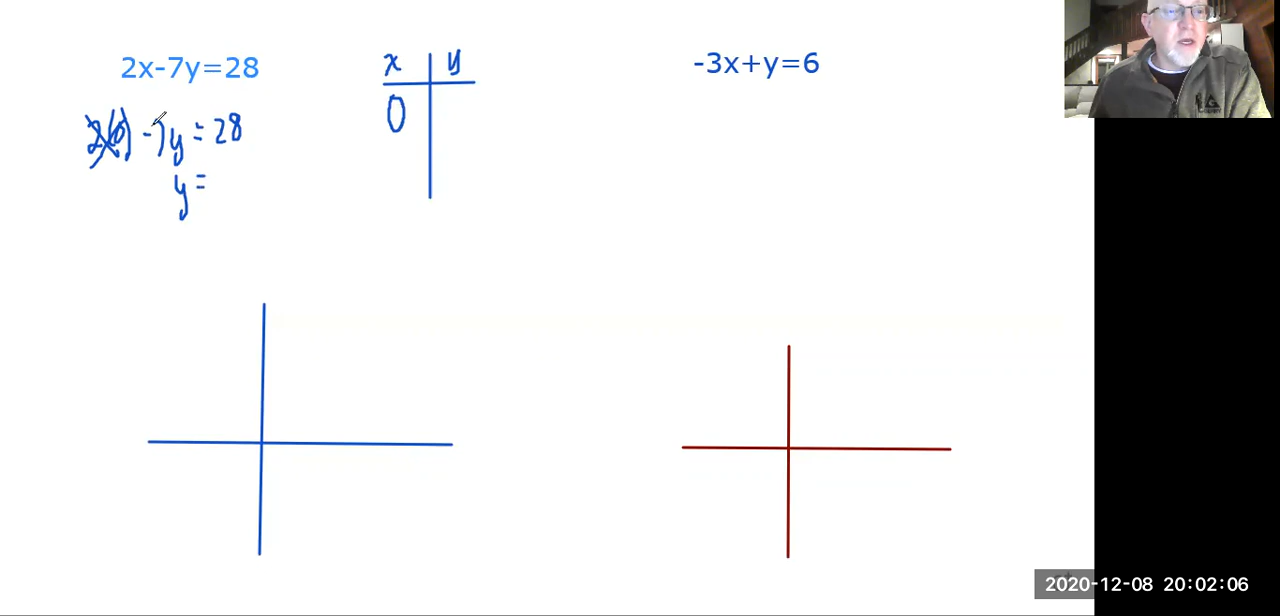 2x-7y=28
2(0) -7y = 28
y =
x y
0
-3x+y=6
2020-12-08 20:02:06